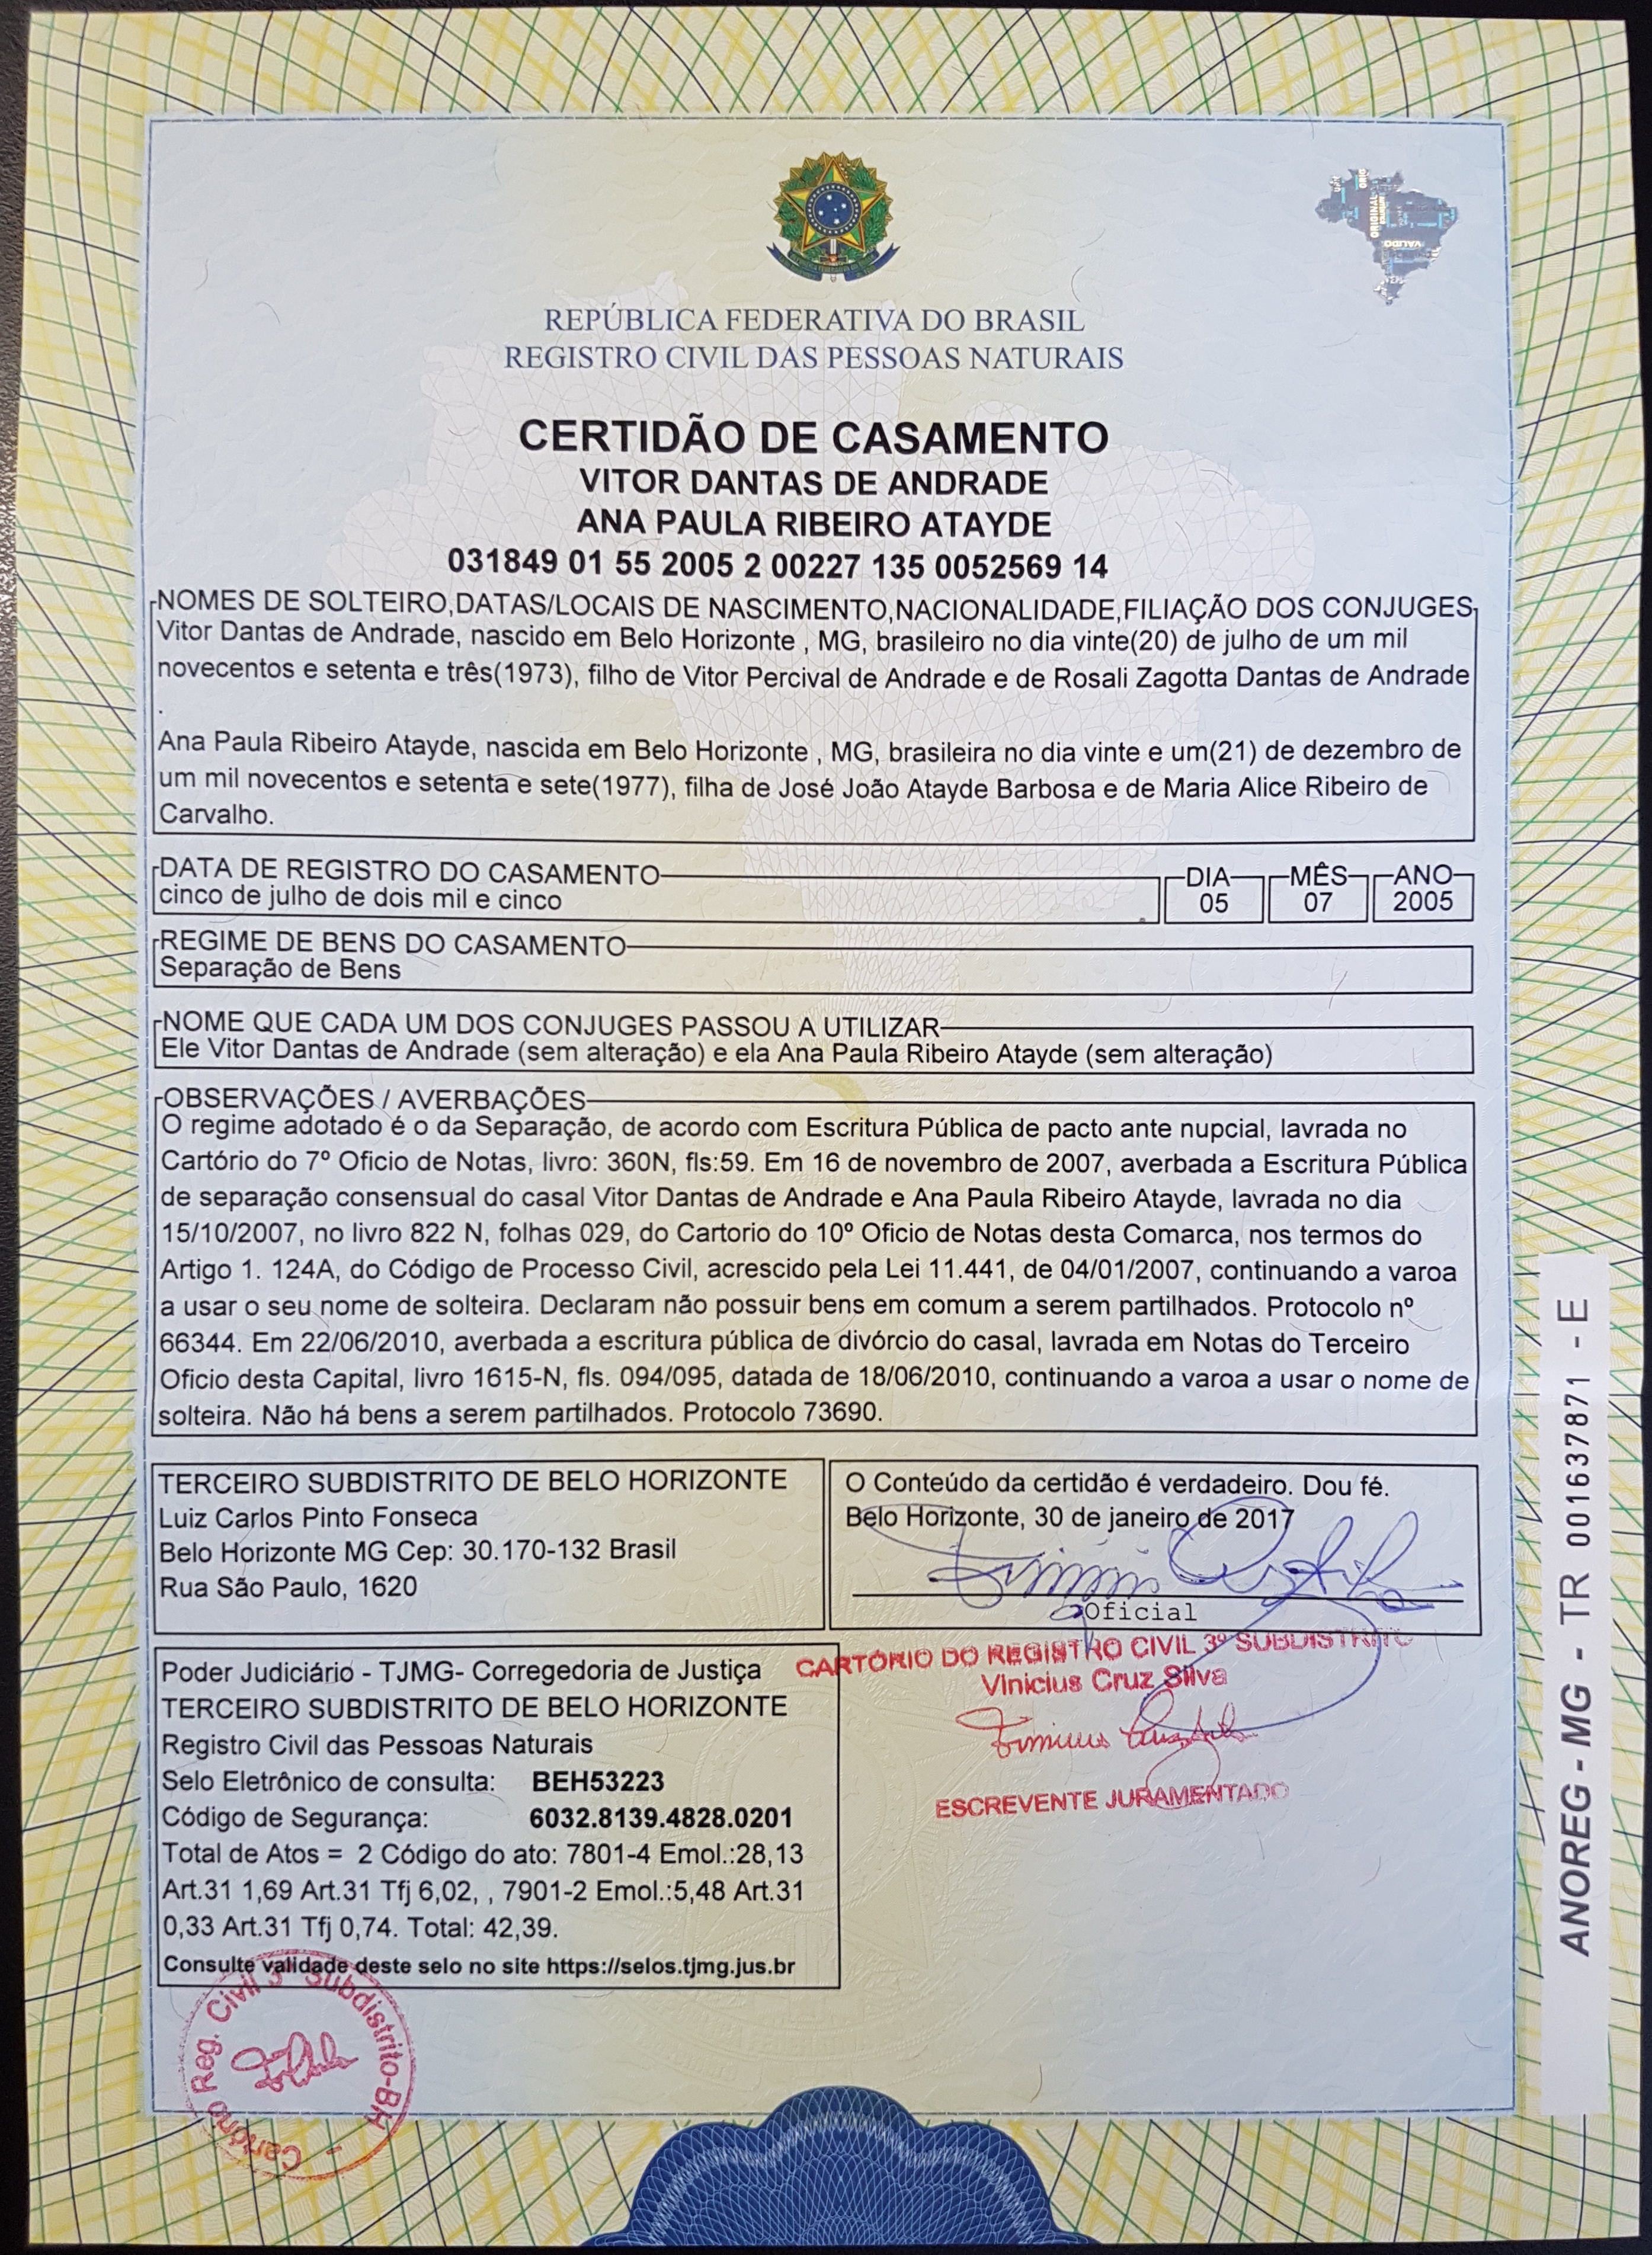 REPÚBLICA FEDERATIVA DO BRASIL
REGISTRO CIVIL DAS PESSOAS NATURAIS
ORIGINAL
VALIDO
CERTIDÃO DE CASAMENTO
VITOR DANTAS DE ANDRADE
ANA PAULA RIBEIRO ATAYDE
031849 01 55 2005 2 00227 135 0052569 14
NOMES DE SOLTEIRO,DATAS/LOCAIS DE NASCIMENTO,NACIONALIDADE,FILIAÇÃO DOS CONJUGES
Vitor Dantas de Andrade, nascido em Belo Horizonte , MG, brasileiro no dia vinte(20) de julho de um mil
novecentos e setenta e três(1973), filho de Vitor Percival de Andrade e de Rosali Zagotta Dantas de Andrade
.
Ana Paula Ribeiro Atayde, nascida em Belo Horizonte , MG, brasileira no dia vinte e um(21) de dezembro de
um mil novecentos e setenta e sete(1977), filha de José João Atayde Barbosa e de Maria Alice Ribeiro de
Carvalho.
DATA DE REGISTRO DO CASAMENTO DIA MÊS ANO
cinco de julho de dois mil e cinco 05 07 2005
REGIME DE BENS DO CASAMENTO
Separação de Bens
NOME QUE CADA UM DOS CONJUGES PASSOU A UTILIZAR
Ele Vitor Dantas de Andrade (sem alteração) e ela Ana Paula Ribeiro Atayde (sem alteração)
OBSERVAÇÕES / AVERBAÇÕES
O regime adotado é o da Separação, de acordo com Escritura Pública de pacto ante nupcial, lavrada no
Cartório do 7º Oficio de Notas, livro: 360N, fls:59. Em 16 de novembro de 2007, averbada a Escritura Pública
de separação consensual do casal Vitor Dantas de Andrade e Ana Paula Ribeiro Atayde, lavrada no dia
15/10/2007, no livro 822 N, folhas 029, do Cartorio do 10º Oficio de Notas desta Comarca, nos termos do
Artigo 1. 124A, do Código de Processo Civil, acrescido pela Lei 11.441, de 04/01/2007, continuando a varoa
a usar o seu nome de solteira. Declaram não possuir bens em comum a serem partilhados. Protocolo nº
66344. Em 22/06/2010, averbada a escritura pública de divórcio do casal, lavrada em Notas do Terceiro
Oficio desta Capital, livro 1615-N, fls. 094/095, datada de 18/06/2010, continuando a varoa a usar o nome de
solteira. Não há bens a serem partilhados. Protocolo 73690.
TERCEIRO SUBDISTRITO DE BELO HORIZONTE
Luiz Carlos Pinto Fonseca
Belo Horizonte MG Cep: 30.170-132 Brasil
Rua São Paulo, 1620
O Conteúdo da certidão é verdadeiro. Dou fé.
Belo Horizonte, 30 de janeiro de 2017
Oficial
CARTÓRIO DO REGISTRO CIVIL 3º SUBDISTRITO
Vinicius Cruz Silva
ESCREVENTE JURAMENTADO
Poder Judiciário - TJMG- Corregedoria de Justiça
TERCEIRO SUBDISTRITO DE BELO HORIZONTE
Registro Civil das Pessoas Naturais
Selo Eletrônico de consulta: BEH53223
Código de Segurança: 6032.8139.4828.0201
Total de Atos = 2 Código do ato: 7801-4 Emol.:28,13
Art.31 1,69 Art.31 Tfj 6,02, , 7901-2 Emol.:5,48 Art.31
0,33 Art.31 Tfj 0,74. Total: 42,39.
Consulte validade deste selo no site https://selos.tjmg.jus.br
Cartório Reg. Civil 3º Subdistrito-BH
ANOREG - MG - TR 001637871 - E